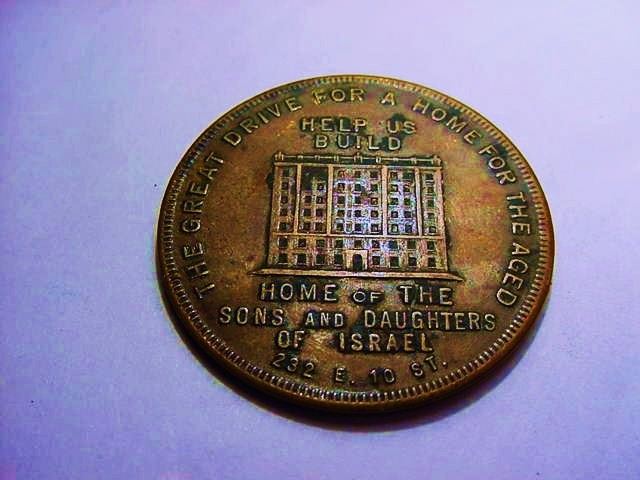 THE GREAT DRIVE FOR A HOME FOR THE AGED
HELP US
BUILD
HOME OF THE
SONS AND DAUGHTERS
OF ISRAEL
232 E. 10 ST.